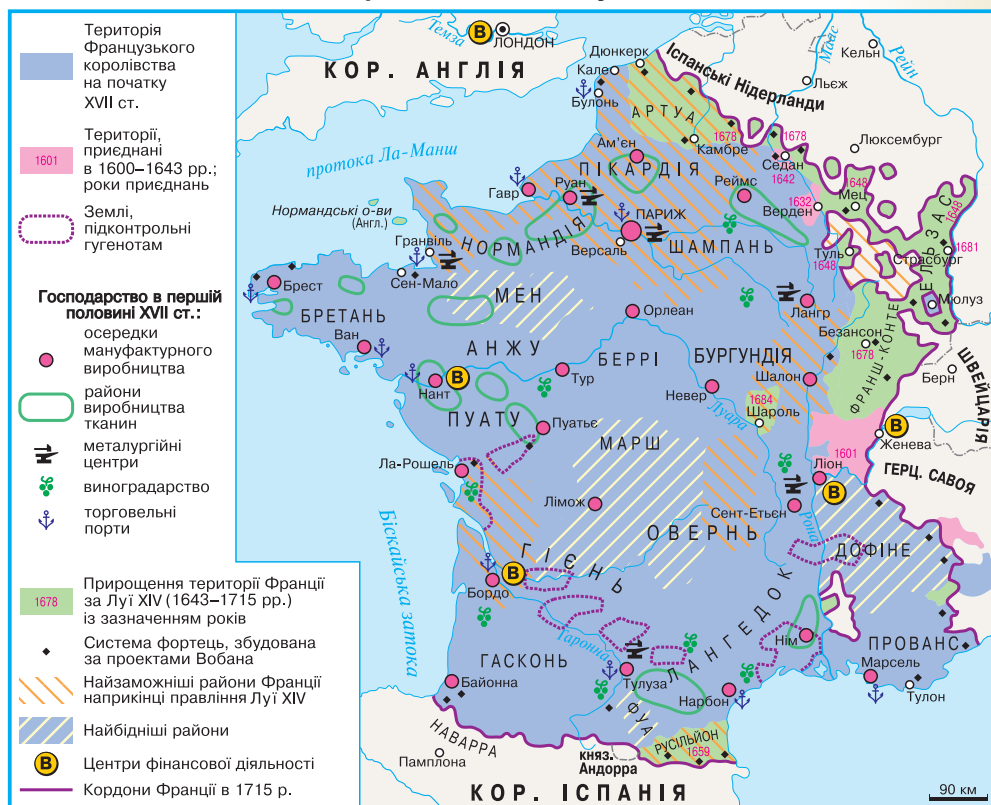 Територія
Французького
королівства
на початку
XVII ст.
1601
Території,
приєднані
в 1600–1643 рр.;
роки приєднань
Землі,
підконтрольні
гугенотам
Господарство в першій
половині XVII ст.:
осередки
мануфактурного
виробництва
райони
виробництва
тканин
металургійні
центри
виноградарство
торговельні
порти
1678
Прирощення території Франції
за Луї XIV (1643–1715 рр.)
із зазначенням років
Система фортець, збудована
за проектами Вобана
Найзаможніші райони Франції
наприкінці правління Луї XIV
Найбідніші райони
В
Центри фінансової діяльності
Кордони Франції в 1715 р.
Темза
В
ЛОНДОН
КОР. АНГЛІЯ
Маас
Кельн
Рейн
Дюнкерк
Іспанські Нідерланди
Кале
Льєж
Булонь
АРТУА
1678
Камбре
1678
Люксембург
Седан
1642
протока Ла-Манш
Ам'єн
ПІКАРДІЯ
Реймс
1632
Верден
1648
Мец
1648
ЕЛЬЗАС
Гавр
Руан
Нормандські о-ви
(Англ.)
НОРМАНДІЯ
ПАРИЖ
Версаль
ШАМПАНЬ
Туль
1648
1681
Страсбург
Гранвіль
Сен-Мало
Брест
БРЕТАНЬ
МЕН
Лангр
Мюлуз
Ван
Орлеан
Безансон
1678
АНЖУ
БЕРРІ
БУРГУНДІЯ
ФРАНШ-КОНТЕ
Берн
ШВЕЙЦАРІЯ
Нант
В
Тур
Невер
Шалон
Луара
1684
Шароль
ПУАТУ
Пуатьє
МАРШ
В
Женева
1601
Ла-Рошель
Ліон
В
ГЕРЦ. САВОЯ
Лімож
Сент-Етьєн
ОВЕРНЬ
Рона
ДОФІНЕ
Біскайська затока
ГІЄНЬ
В
Бордо
Гаронна
ЛАНГЕДОК
Нім
ПРОВАНС
ГАСКОНЬ
Байонна
Тулуза
Нарбон
Марсель
Тулон
ФУА
НАВАРРА
Памплона
княз.
Андорра
РУСІЛЬЙОН
1659
КОР. ІСПАНІЯ
90 км